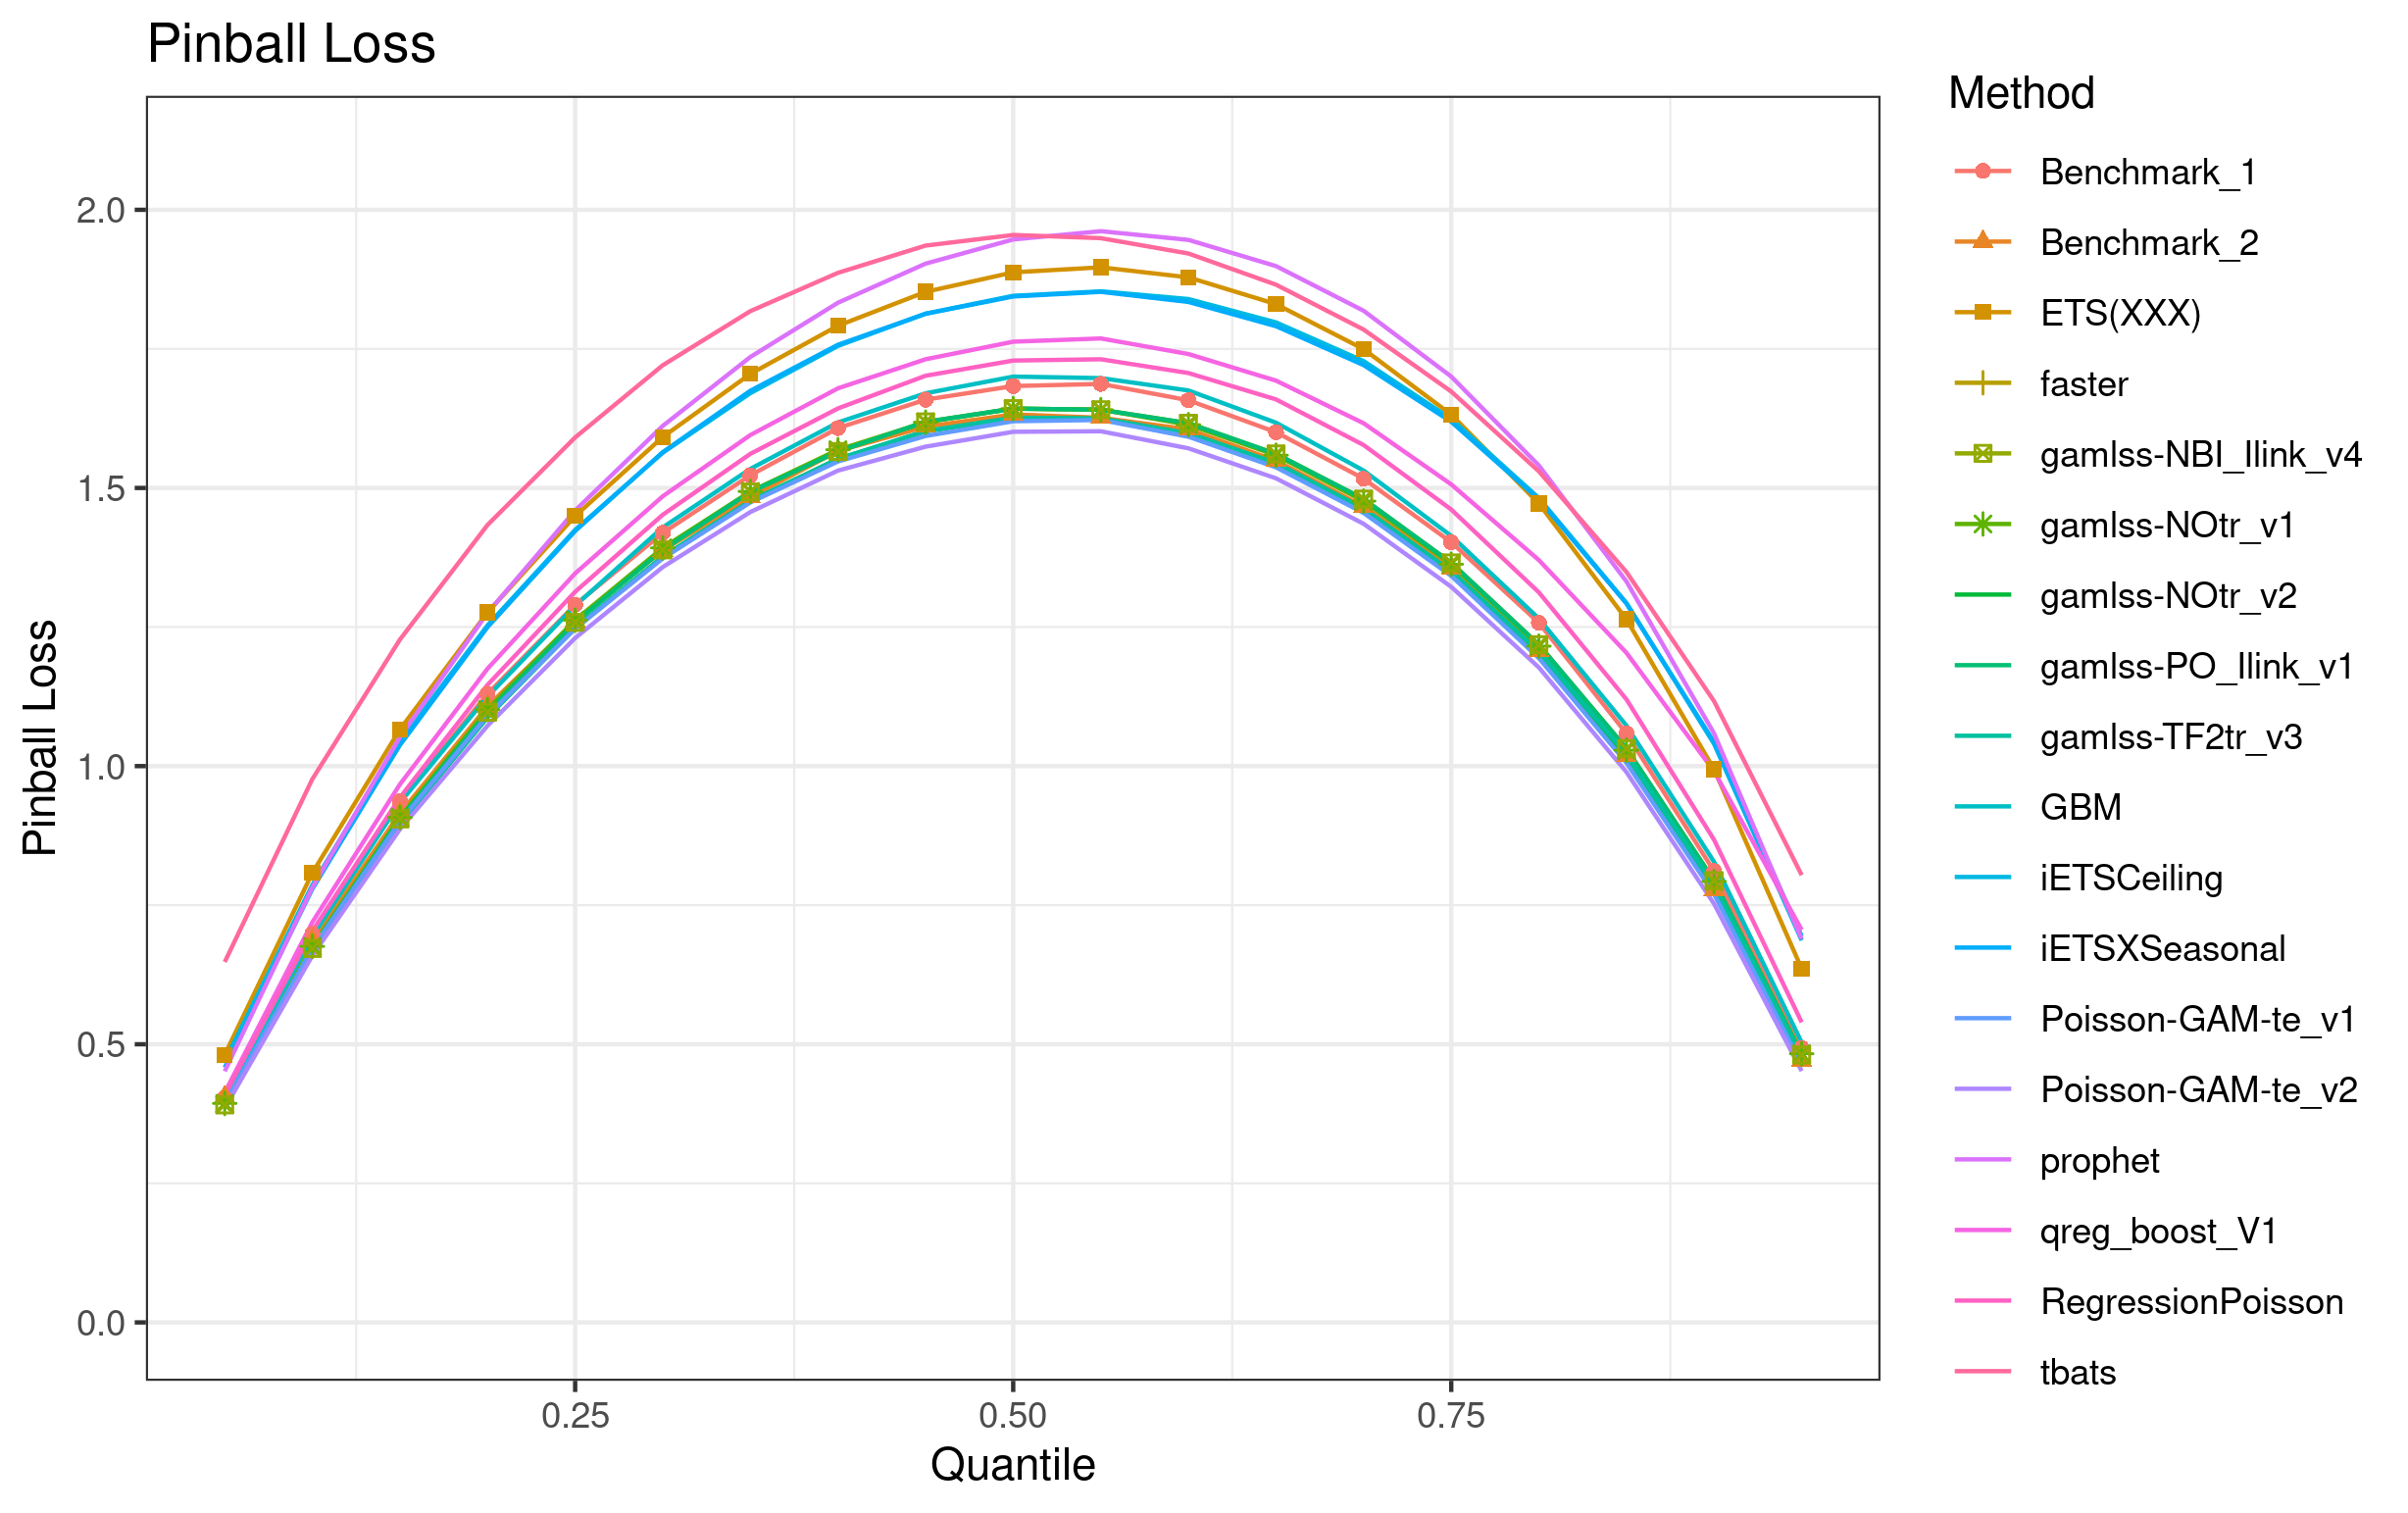 Pinball Loss
Pinball Loss
2.0
1.5
1.0
0.5
0.0
0.25
0.50
0.75
Quantile
Method
Benchmark_1
Benchmark_2
ETS(XXX)
faster
gamlss-NBI_llink_v4
gamlss-NOtr_v1
gamlss-NOtr_v2
gamlss-PO_llink_v1
gamlss-TF2tr_v3
GBM
iETSCeiling
iETSXSeasonal
Poisson-GAM-te_v1
Poisson-GAM-te_v2
prophet
qreg_boost_V1
RegressionPoisson
tbats